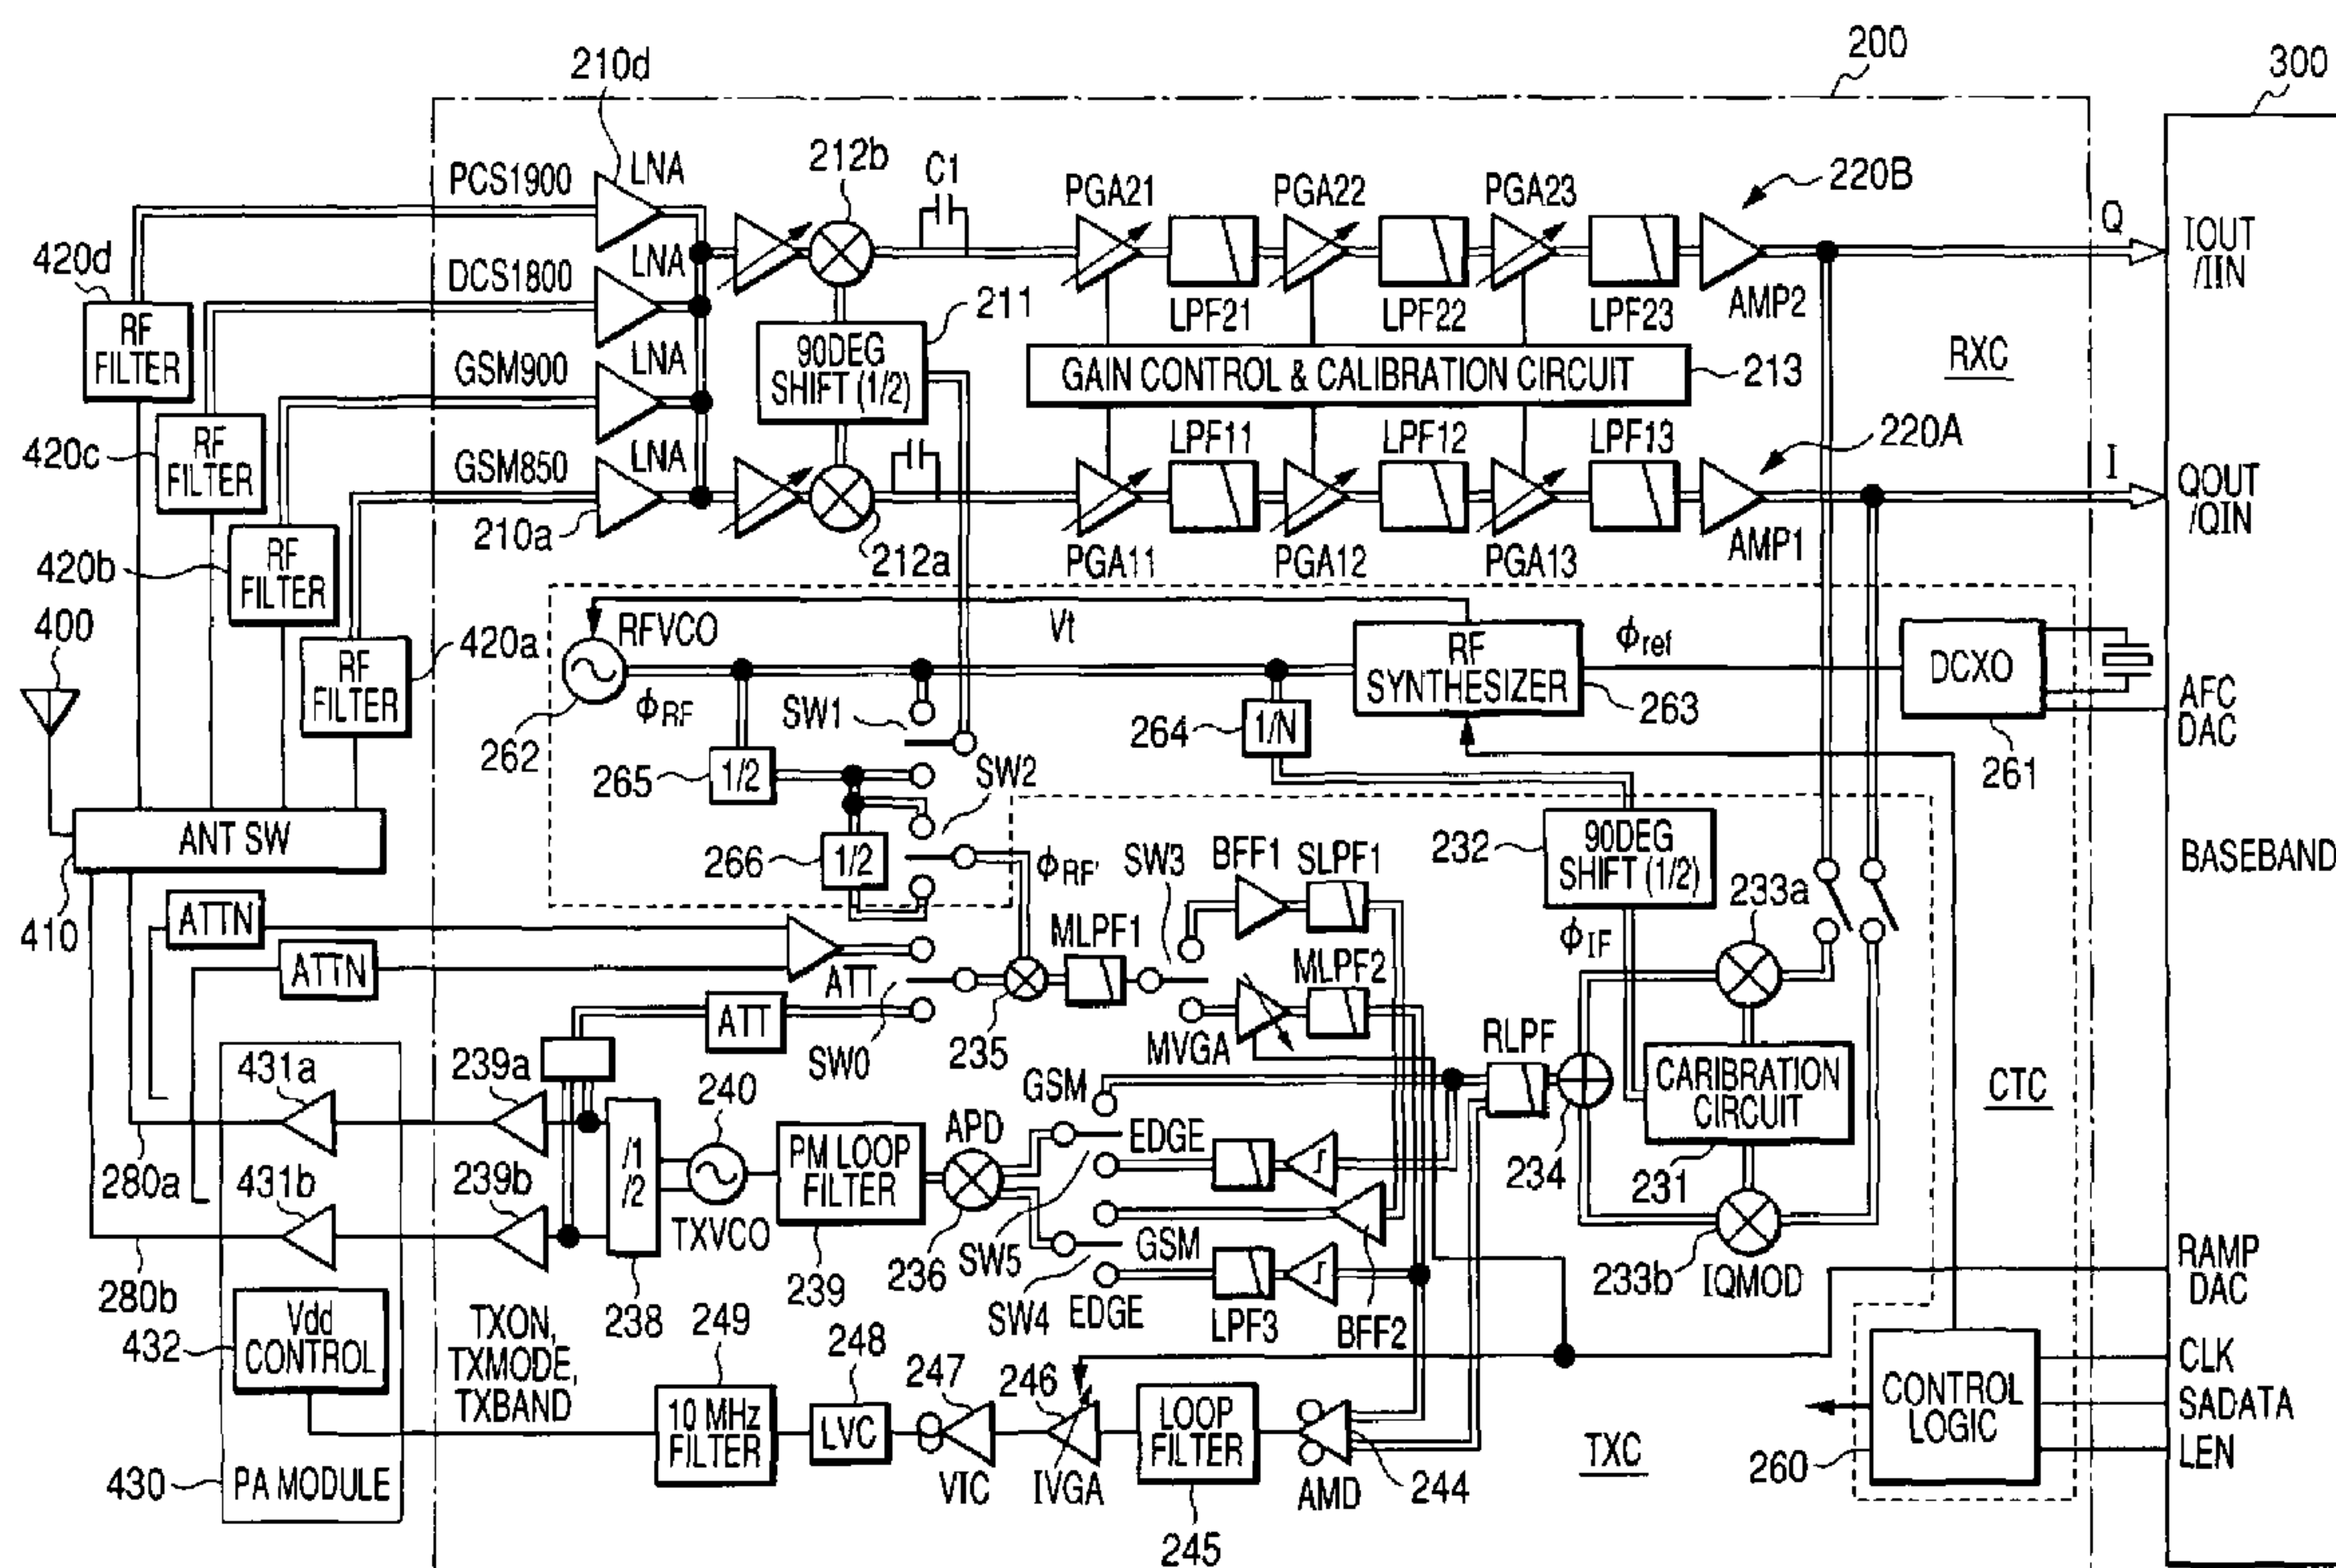 200
300
210d
PCS1900
LNA
212b
C1
PGA21
PGA22
PGA23
220B
Q
IOUT
/IIN
420d
RF
FILTER
DCS1800
LNA
211
LPF21
LPF22
LPF23
AMP2
90DEG
SHIFT (1/2)
GAIN CONTROL & CALIBRATION CIRCUIT
213
RXC
GSM900
LNA
420c
RF
FILTER
GSM850
LNA
LPF11
LPF12
LPF13
220A
I
QOUT
/QIN
210a
212a
PGA11
PGA12
PGA13
AMP1
420b
RF
FILTER
400
420a
RF
FILTER
RFVCO
Vt
RF
SYNTHESIZER
ϕref
DCXO
ϕRF
262
SW1
264
1/N
263
261
AFC
DAC
265
1/2
SW2
ANT SW
410
266
1/2
ϕRF'
SW3
BFF1
SLPF1
232
90DEG
SHIFT (1/2)
233a
BASEBAND
ATTN
ATTN
ATT
MLPF1
MLPF2
ϕIF
ATT
SW0
235
MVGA
RLPF
CARIBRATION
CIRCUIT
CTC
431a
239a
240
GSM
APD
EDGE
/1
/2
PM LOOP
FILTER
234
231
280a
431b
239b
TXVCO
239
236
SW5
GSM
233b
IQMOD
RAMP
DAC
280b
238
SW4
EDGE
LPF3
BFF2
432
Vdd
CONTROL
TXON,
TXMODE,
TXBAND
249
248
247
246
CLK
10 MHz
FILTER
LVC
LOOP
FILTER
CONTROL
LOGIC
SADATA
LEN
430
PA MODULE
VIC
IVGA
AMD
244
TXC
260
245